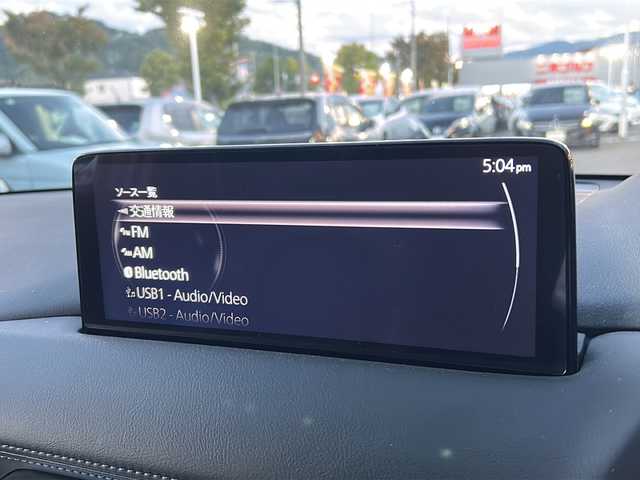 5:04pm
ソース一覧
交通情報
FM
AM
Bluetooth
USB1 - Audio/Video
USB2 - Audio/Video